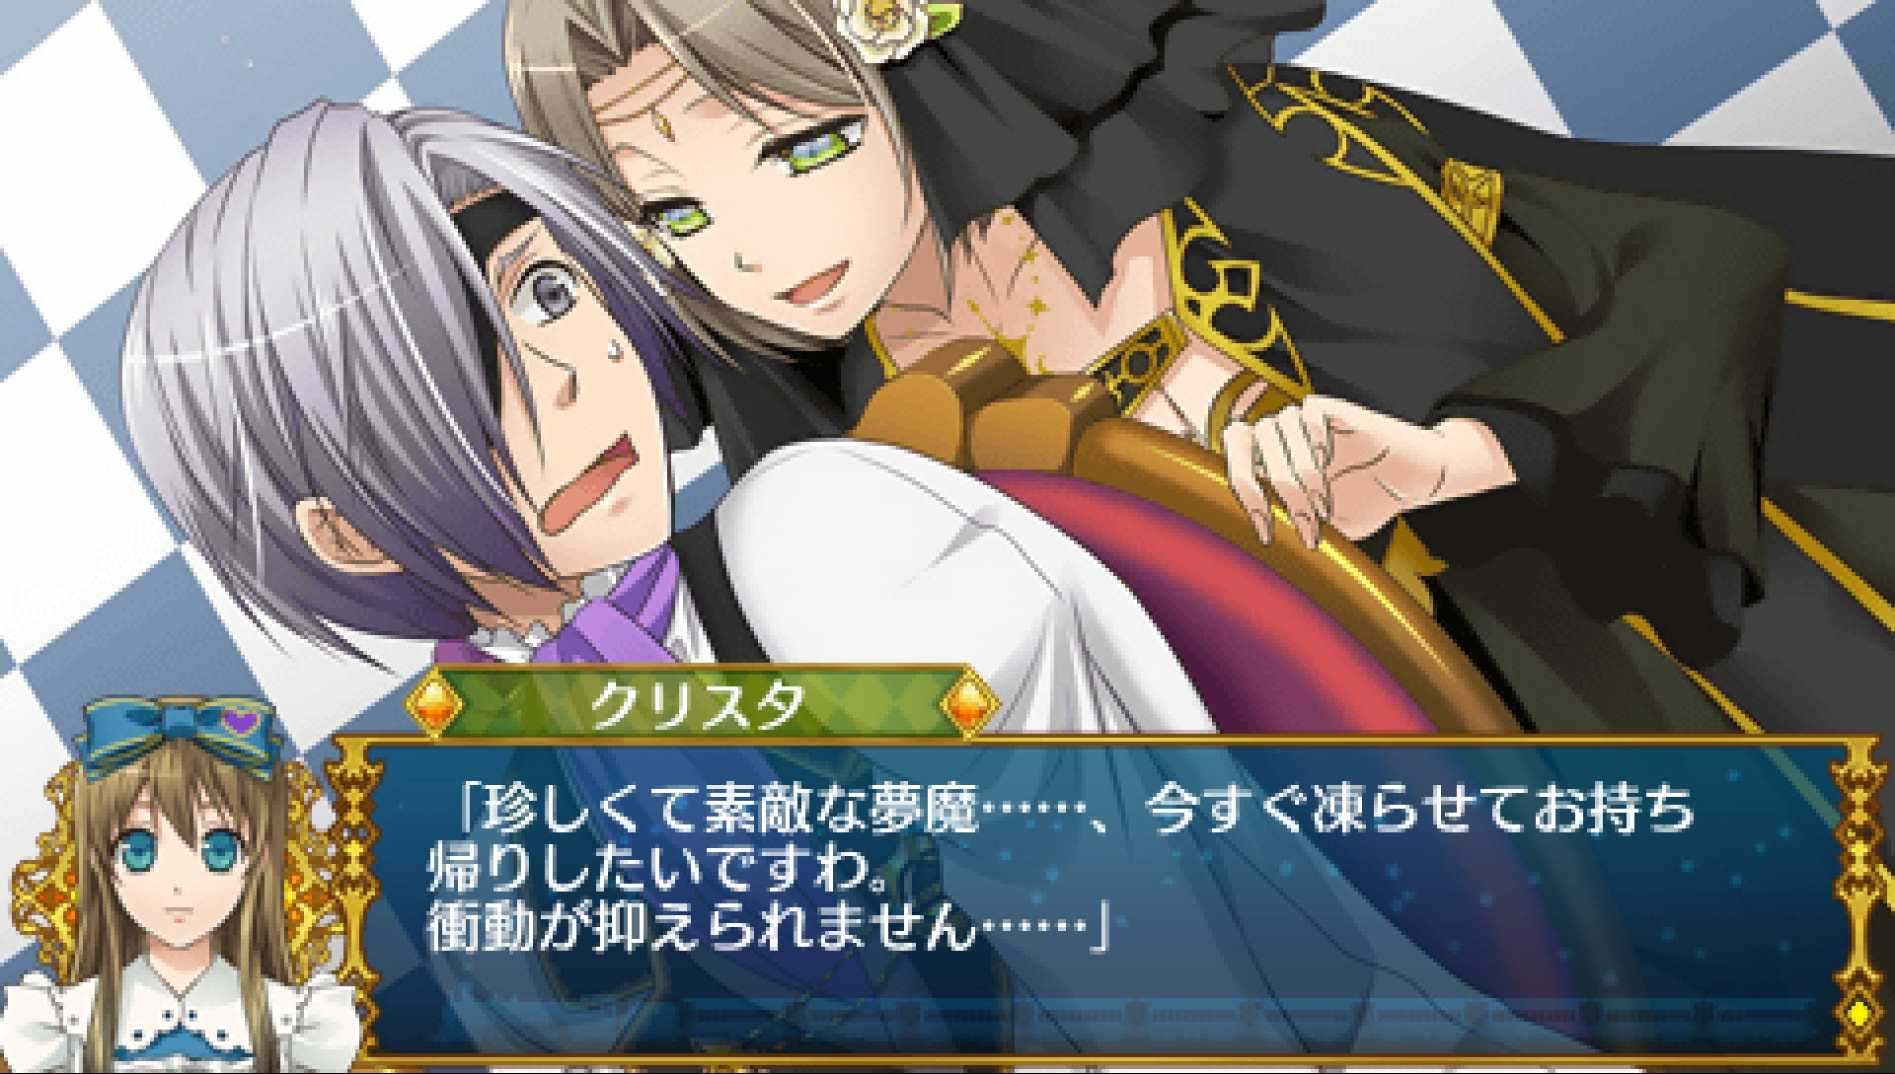 クリスタ
「珍しくて素敵な夢魔……、今すぐ凍らせてお持ち
帰りしたいですわ。
衝動が抑えられません……」